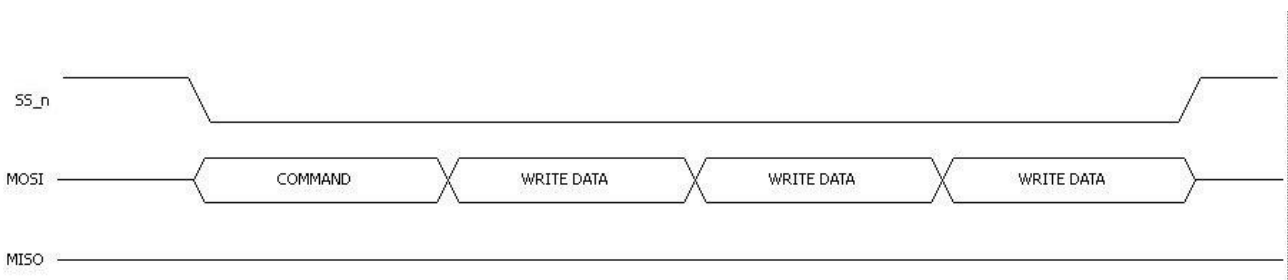 SS_n
MOSI COMMAND WRITE DATA WRITE DATA WRITE DATA
MISO